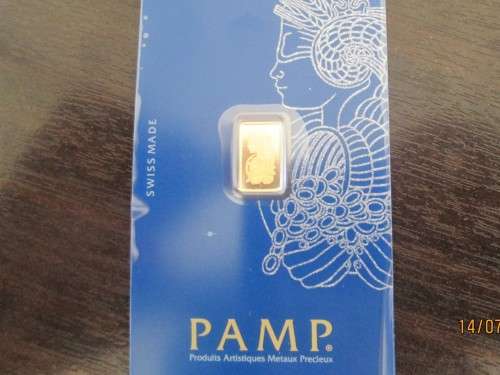 SWISS MADE
PAMP®
Produits Artistiques Metaux Precieux
14/07